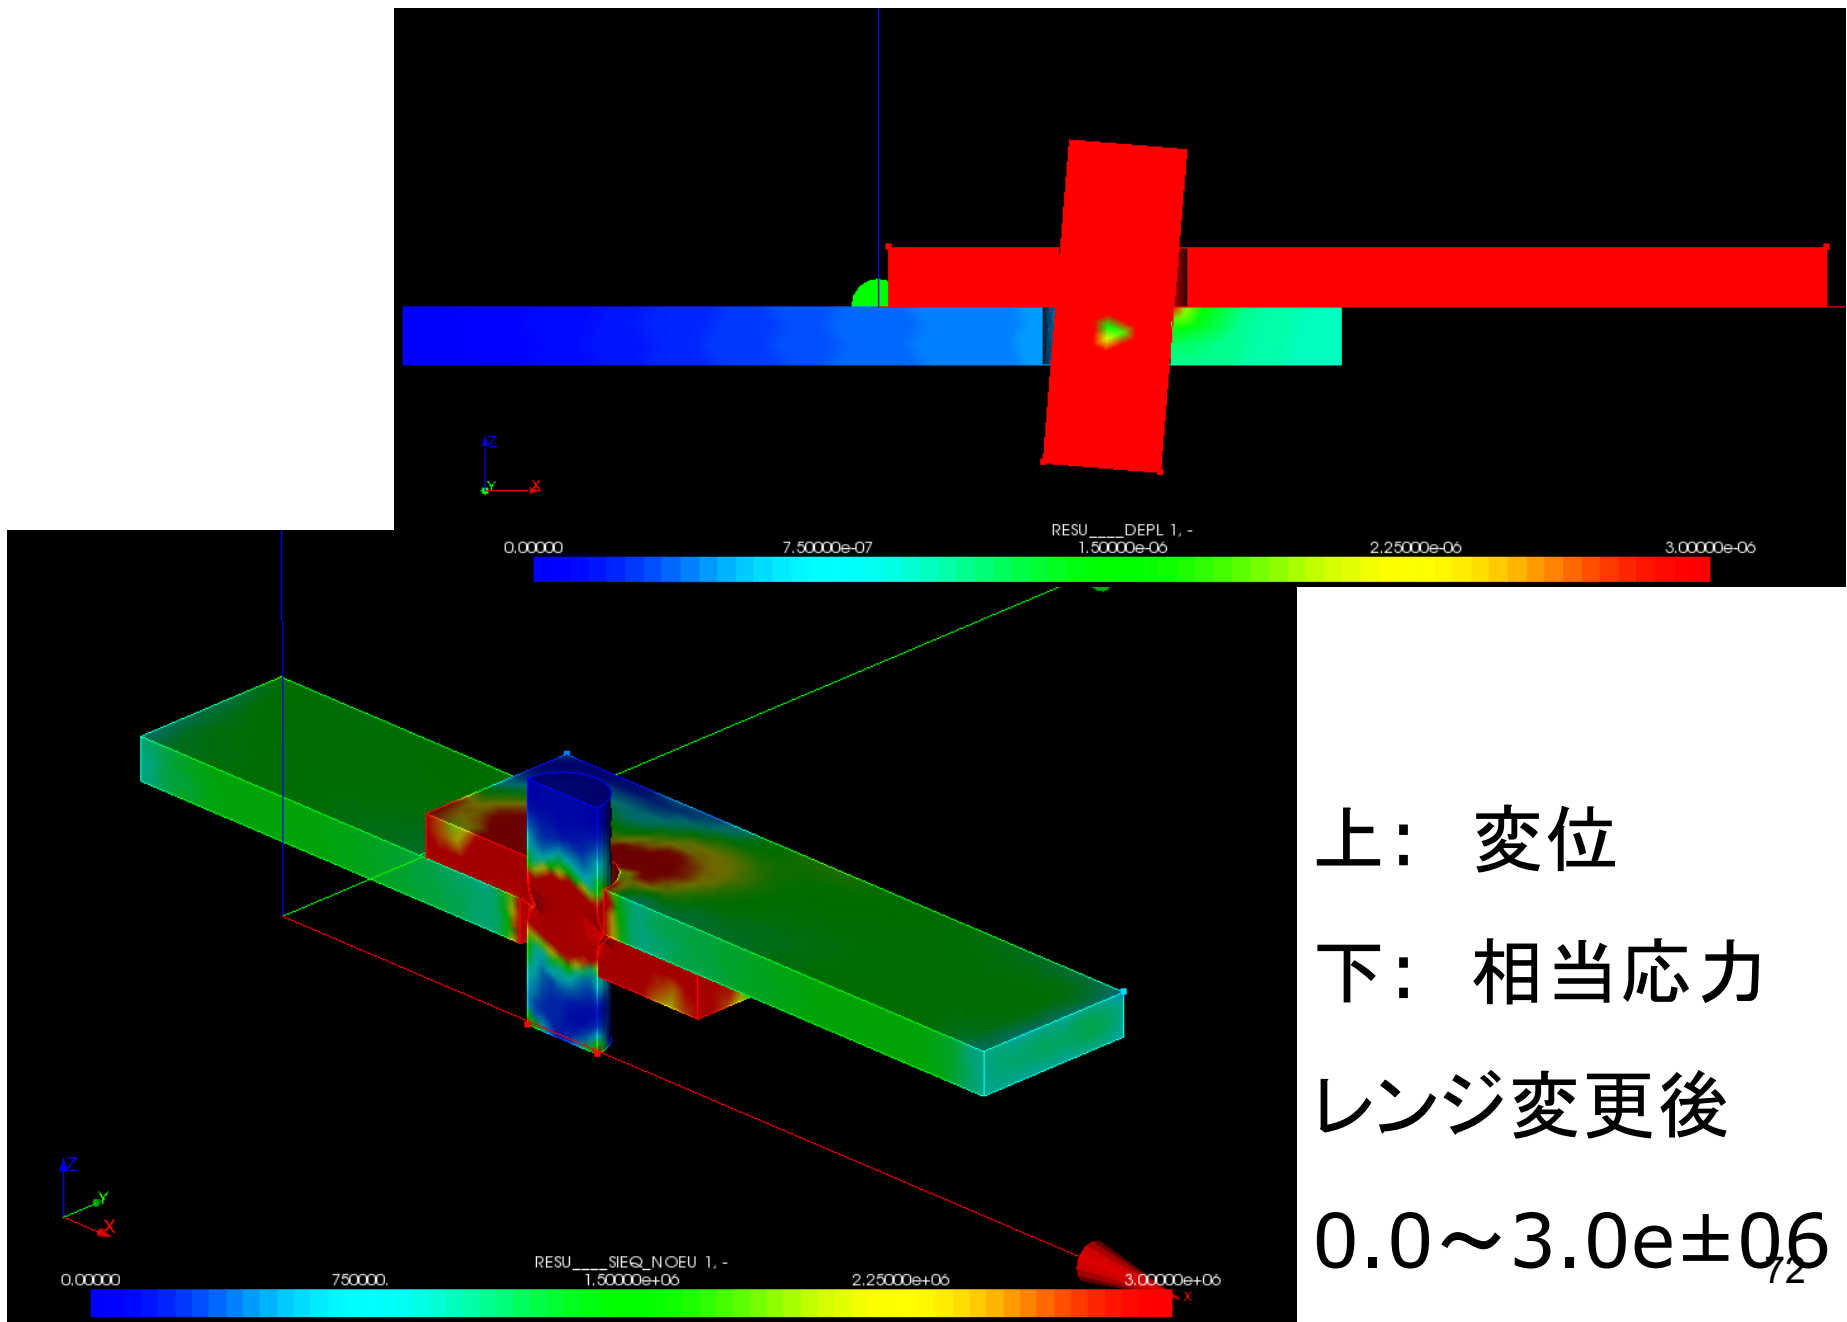 Z
Y
X
RESU____DEPL 1, -
0.00000 7.50000e-07 1.50000e-06 2.25000e-06 3.00000e-06
上： 変位
下： 相当応力
レンジ変更後
0.0～3.0e±06
72
Z
Y
X
RESU____SIEQ_NOEU 1, -
0.00000 750000. 1.50000e+06 2.25000e+06 3.00000e+06
X